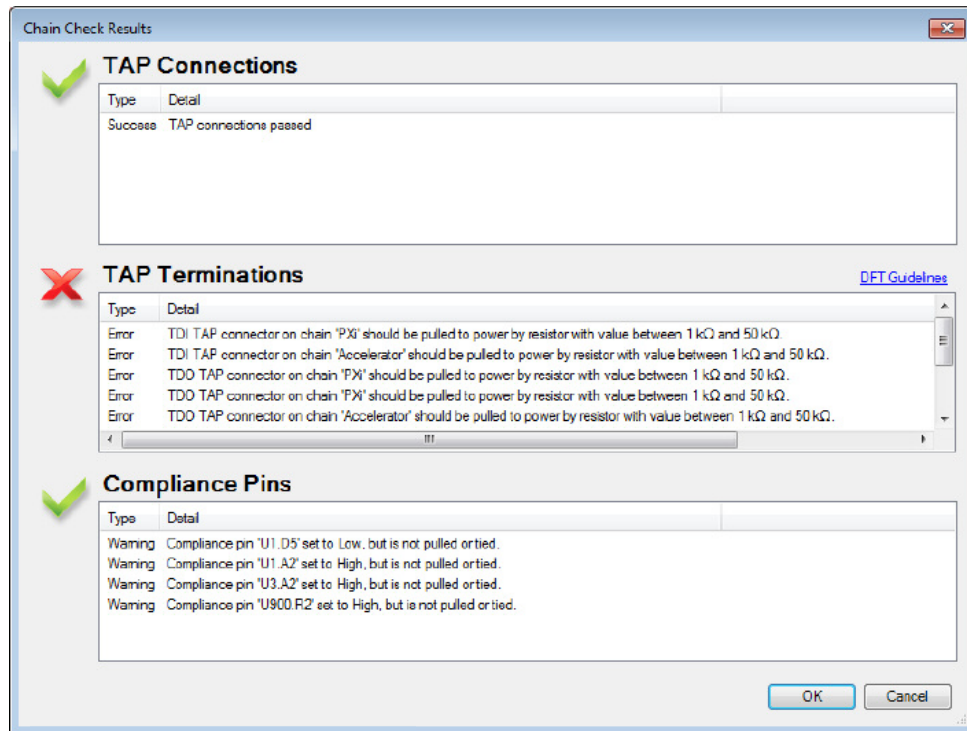 Chain Check Results
TAP Connections
Type Detail
Success TAP connections passed
TAP Terminations
DFT Guidelines
Type Detail
Error TDI TAP connector on chain 'PXi' should be pulled to power by resistor with value between 1 kΩ and 50 kΩ.
Error TDI TAP connector on chain 'Accelerator' should be pulled to power by resistor with value between 1 kΩ and 50 kΩ.
Error TDO TAP connector on chain 'PXi' should be pulled to power by resistor with value between 1 kΩ and 50 kΩ.
Error TDO TAP connector on chain 'PXi' should be pulled to power by resistor with value between 1 kΩ and 50 kΩ.
Error TDO TAP connector on chain 'Accelerator' should be pulled to power by resistor with value between 1 kΩ and 50 kΩ.
Compliance Pins
Type Detail
Warning Compliance pin 'U1.D5' set to Low, but is not pulled or tied.
Warning Compliance pin 'U1.A2' set to High, but is not pulled or tied.
Warning Compliance pin 'U3.A2' set to High, but is not pulled or tied.
Warning Compliance pin 'U900.R2' set to High, but is not pulled or tied.
OK Cancel